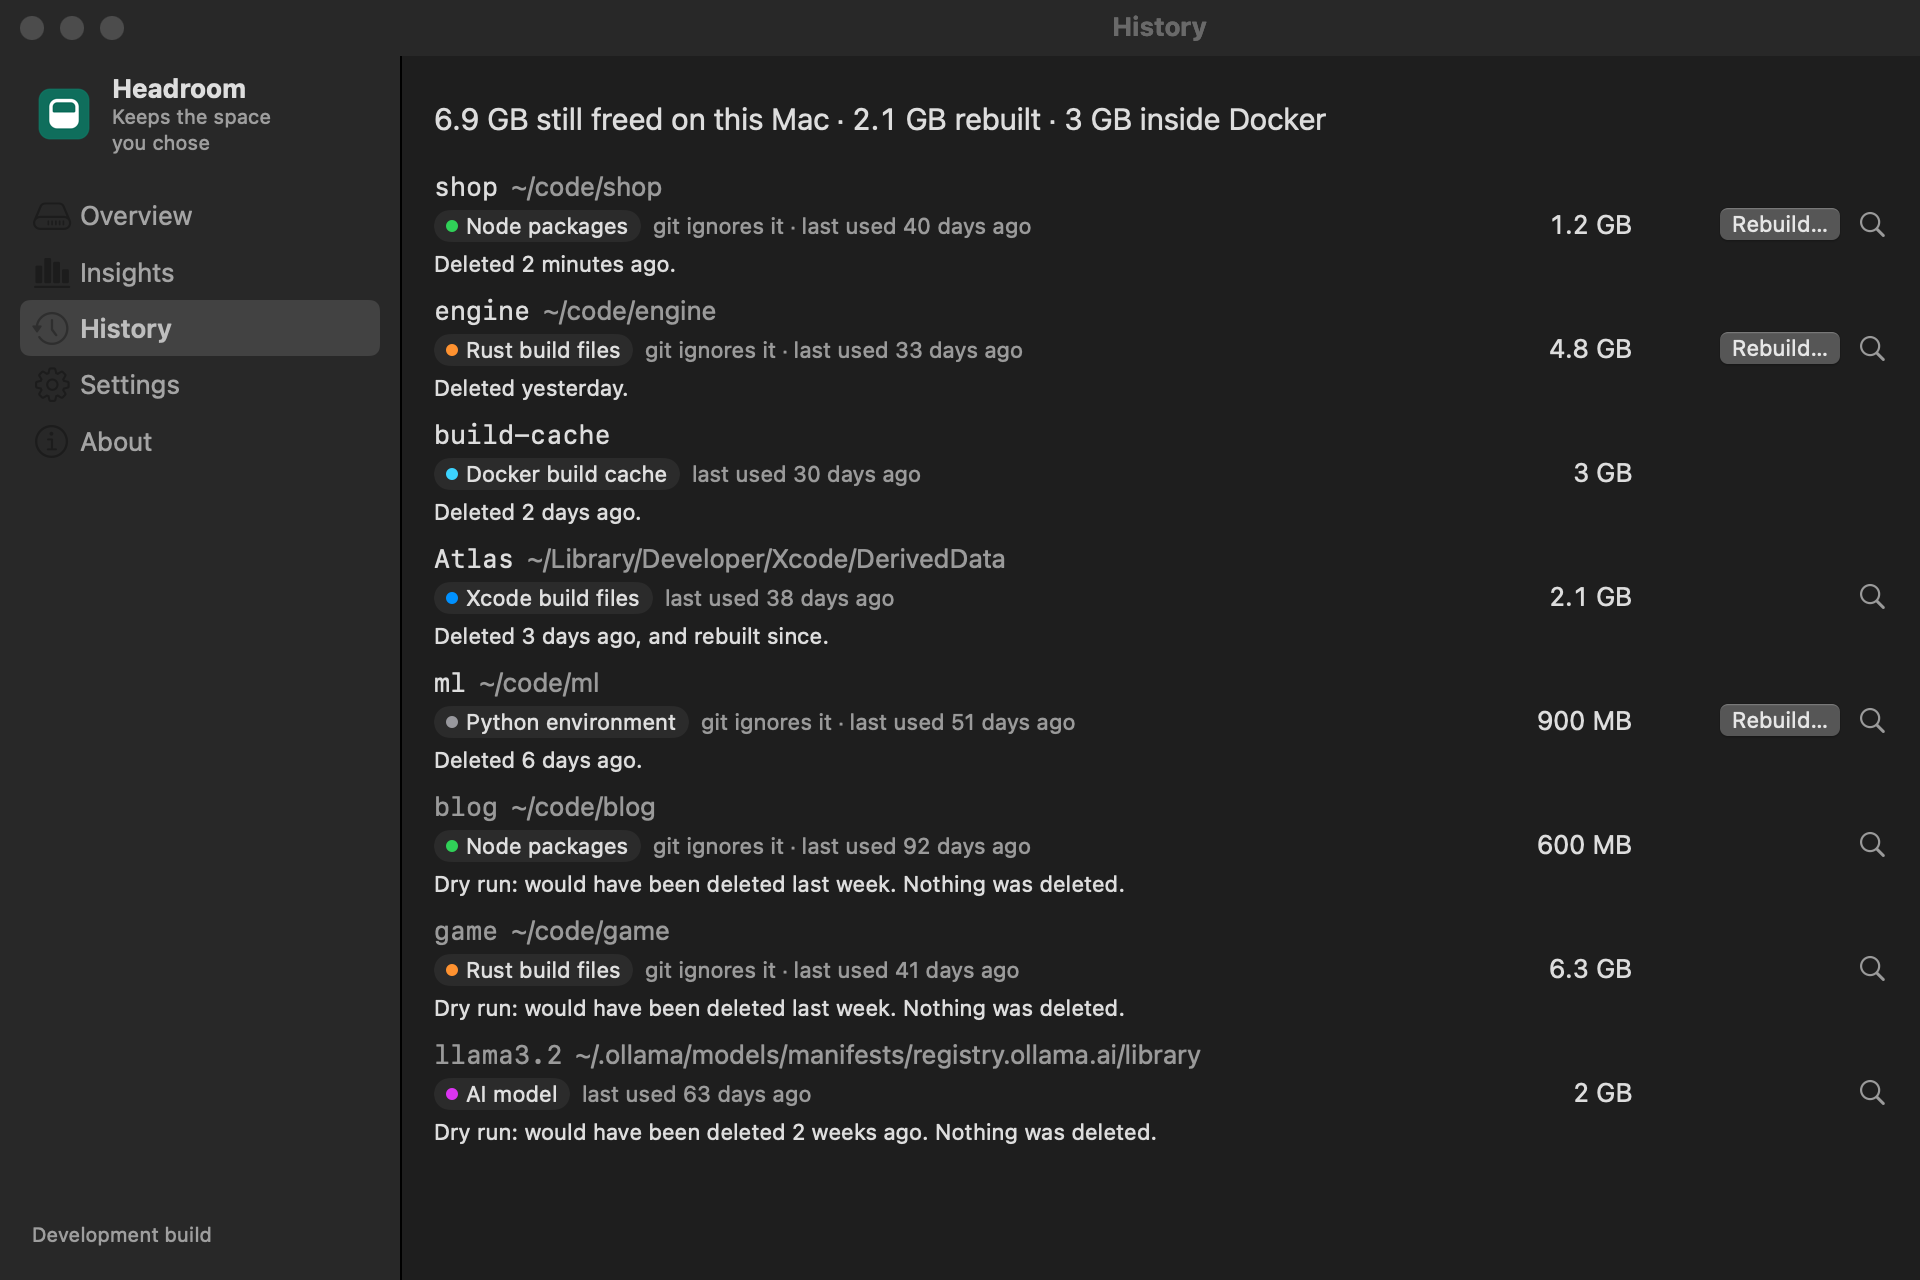 History
Headroom
Keeps the space
you chose
Overview
Insights
History
Settings
About
Development build
6.9 GB still freed on this Mac · 2.1 GB rebuilt · 3 GB inside Docker
shop ~/code/shop
Node packages git ignores it · last used 40 days ago 1.2 GB Rebuild...
Deleted 2 minutes ago.
engine ~/code/engine
Rust build files git ignores it · last used 33 days ago 4.8 GB Rebuild...
Deleted yesterday.
build-cache
Docker build cache last used 30 days ago 3 GB
Deleted 2 days ago.
Atlas ~/Library/Developer/Xcode/DerivedData
Xcode build files last used 38 days ago 2.1 GB
Deleted 3 days ago, and rebuilt since.
ml ~/code/ml
Python environment git ignores it · last used 51 days ago 900 MB Rebuild...
Deleted 6 days ago.
blog ~/code/blog
Node packages git ignores it · last used 92 days ago 600 MB
Dry run: would have been deleted last week. Nothing was deleted.
game ~/code/game
Rust build files git ignores it · last used 41 days ago 6.3 GB
Dry run: would have been deleted last week. Nothing was deleted.
llama3.2 ~/.ollama/models/manifests/registry.ollama.ai/library
AI model last used 63 days ago 2 GB
Dry run: would have been deleted 2 weeks ago. Nothing was deleted.